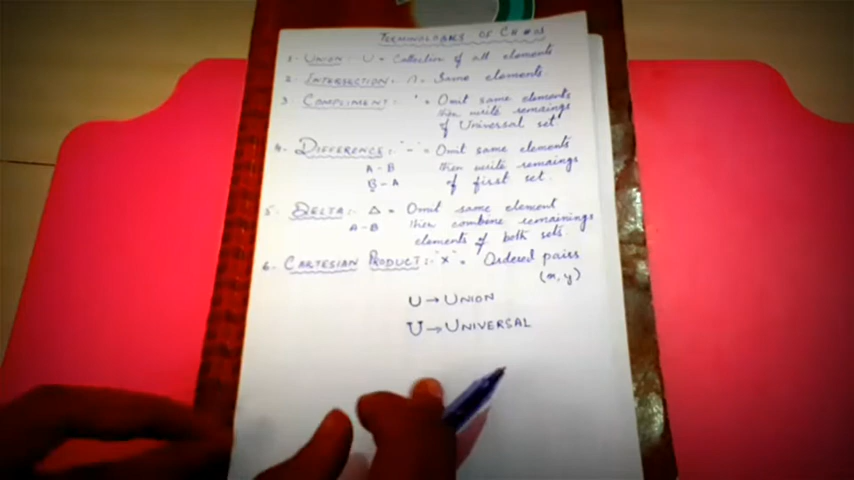 TERMINOLOGIES OF CH # 03
1 - UNION : U = Collection of all elements
2 - INTERSECTION : ∩ = Same elements.
3 COMPLIMENT : ' = Omit same elements
then write remainings
of Universal set
4 - DIFFERENCE : "-" = Omit same elements
A - B then write remainings
B - A of first set.
5 - DELTA :- △ = Omit same element
A - B then combine remainings
elements of both sets.
6 - CARTESIAN PRODUCT :- "×" = Ordered pairs
(x, y)
U → UNION
U → UNIVERSAL